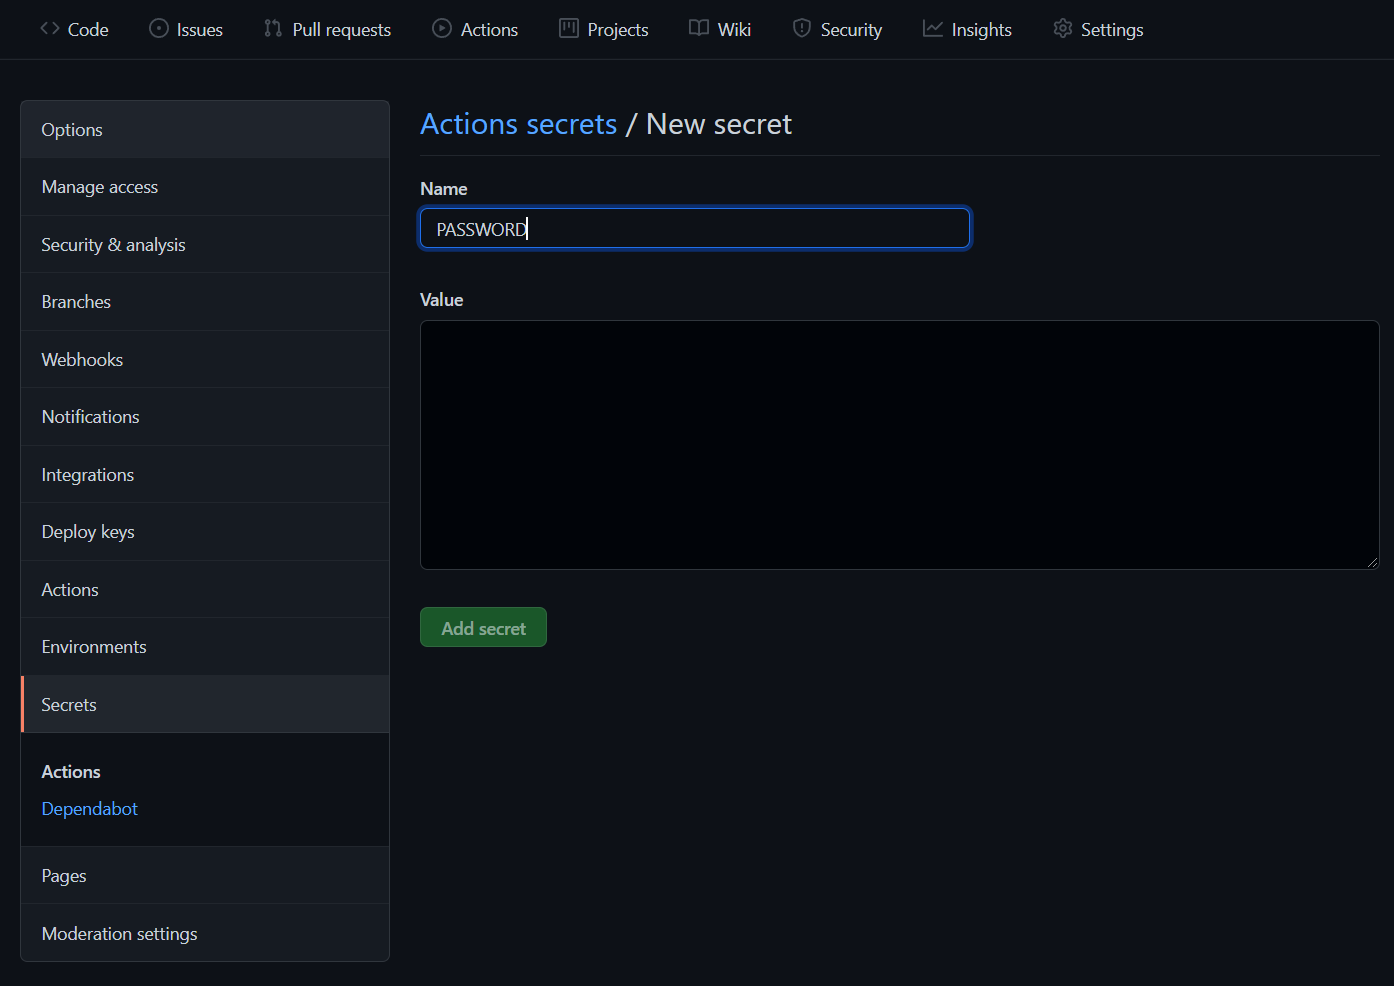 Code Issues Pull requests Actions Projects Wiki Security Insights Settings
Options
Manage access
Security & analysis
Branches
Webhooks
Notifications
Integrations
Deploy keys
Actions
Environments
Secrets
Actions
Dependabot
Pages
Moderation settings
Actions secrets / New secret
Name
PASSWORD
Value
Add secret